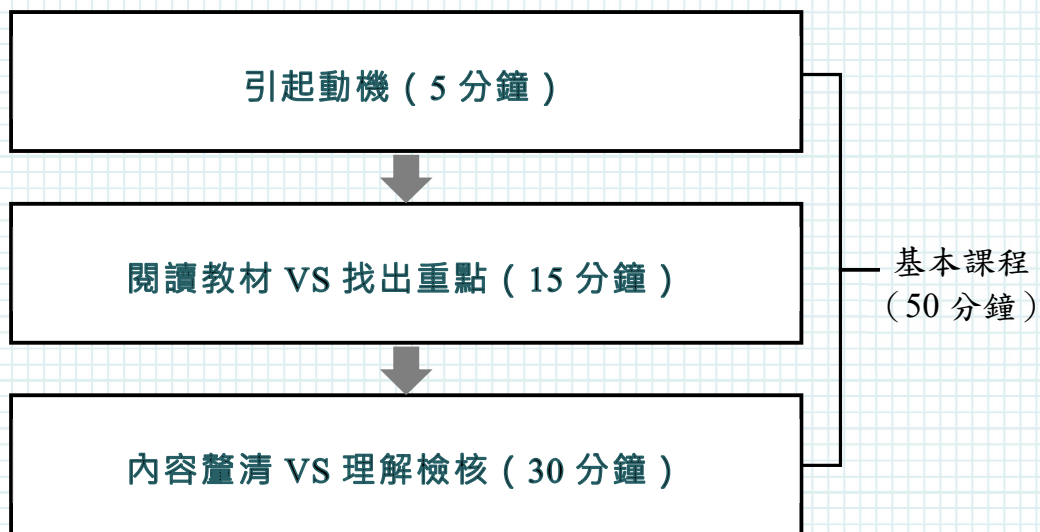 引起動機（5 分鐘）
閱讀教材 VS 找出重點（15 分鐘）
內容釐清 VS 理解檢核（30 分鐘）
基本課程
（50 分鐘）